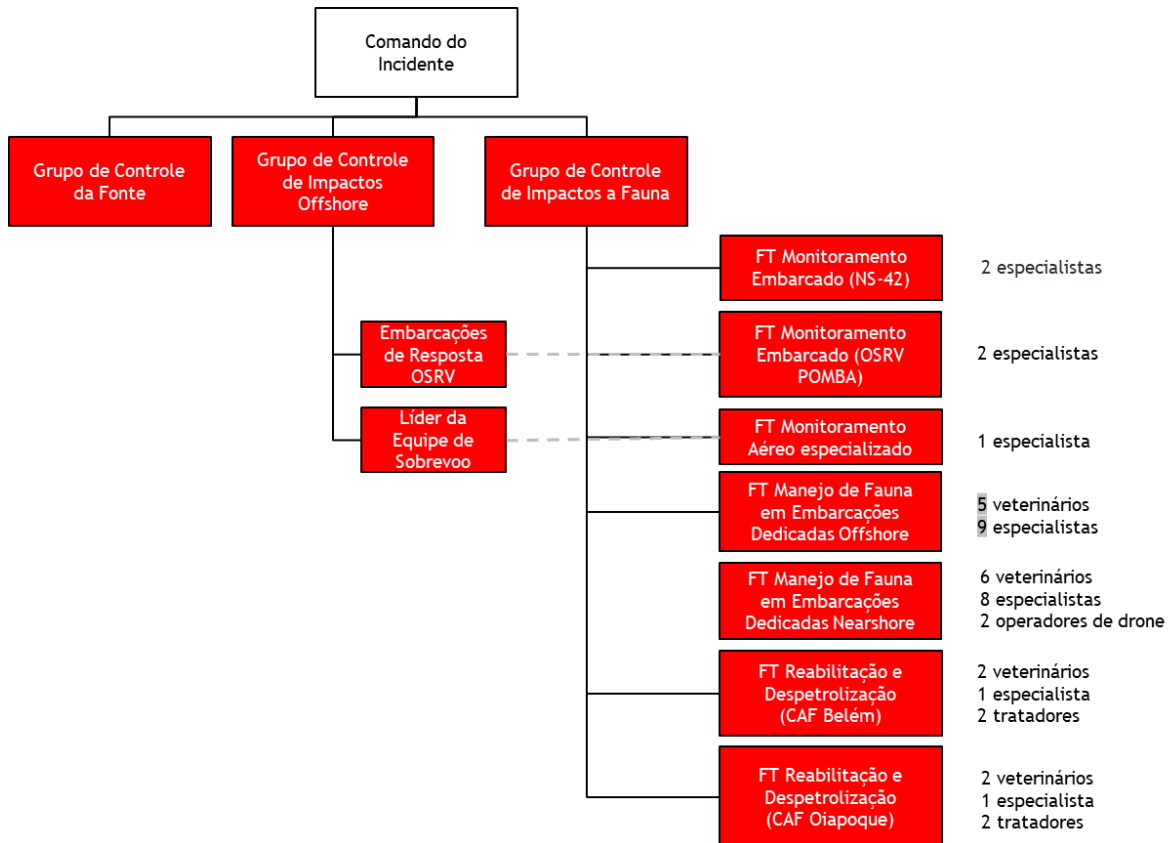 Comando do
Incidente
Grupo de Controle
da Fonte
Grupo de Controle
de Impactos
Offshore
Grupo de Controle
de Impactos a Fauna
Embarcações
de Resposta
OSRV
Líder da
Equipe de
Sobrevoo
FT Monitoramento
Embarcado (NS-42)
2 especialistas
FT Monitoramento
Embarcado (OSRV
POMBA)
2 especialistas
FT Monitoramento
Aéreo especializado
1 especialista
FT Manejo de Fauna
em Embarcações
Dedicadas Offshore
5 veterinários
9 especialistas
FT Manejo de Fauna
em Embarcações
Dedicadas Nearshore
6 veterinários
8 especialistas
2 operadores de drone
FT Reabilitação e
Despetrolização
(CAF Belém)
2 veterinários
1 especialista
2 tratadores
FT Reabilitação e
Despetrolização
(CAF Oiapoque)
2 veterinários
1 especialista
2 tratadores